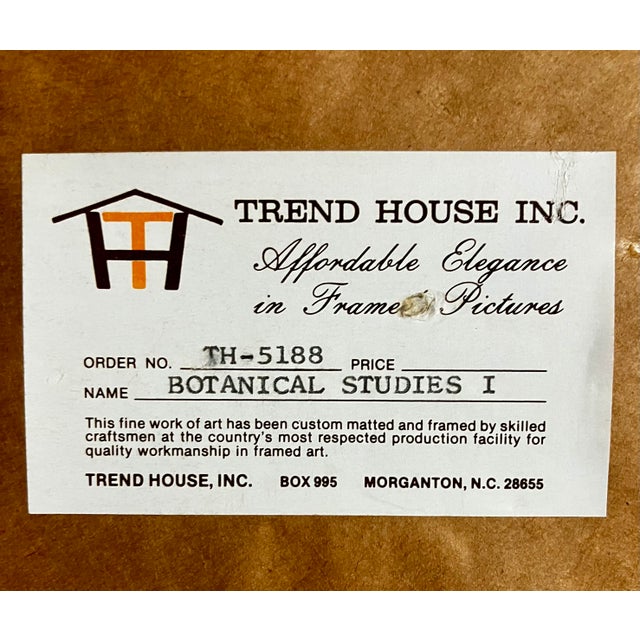 TH
TREND HOUSE INC.
Affordable Elegance
in Framed Pictures
ORDER NO. TH-5188 PRICE
NAME BOTANICAL STUDIES I
This fine work of art has been custom matted and framed by skilled
craftsmen at the country's most respected production facility for
quality workmanship in framed art.
TREND HOUSE, INC. BOX 995 MORGANTON, N.C. 28655